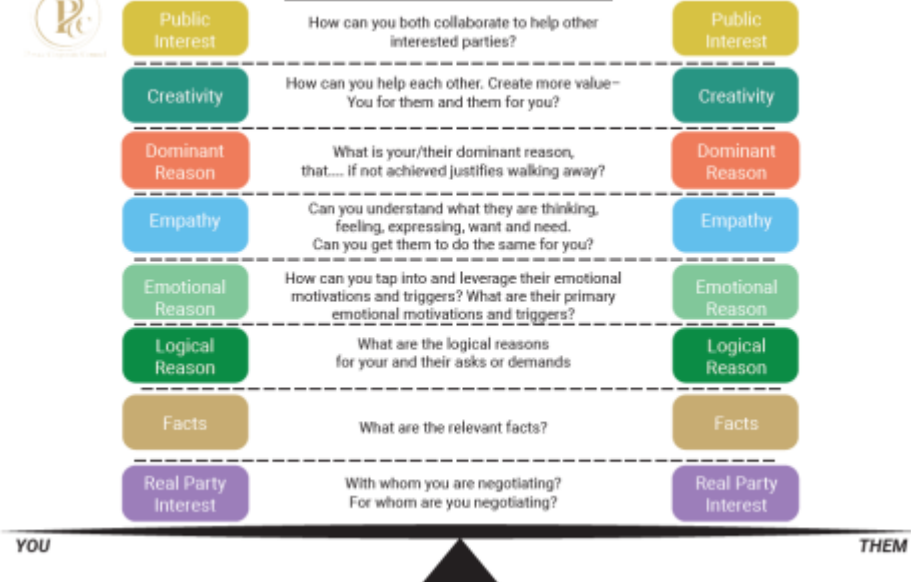 Public
Interest
How can you both collaborate to help other
interested parties?
Public
Interest
Creativity
How can you help each other. Create more value–
You for them and them for you?
Creativity
Dominant
Reason
What is your/their dominant reason,
that.... if not achieved justifies walking away?
Dominant
Reason
Empathy
Can you understand what they are thinking,
feeling, expressing, want and need.
Can you get them to do the same for you?
Empathy
Emotional
Reason
How can you tap into and leverage their emotional
motivations and triggers? What are their primary
emotional motivations and triggers?
Emotional
Reason
Logical
Reason
What are the logical reasons
for your and their asks or demands
Logical
Reason
Facts
What are the relevant facts?
Facts
Real Party
Interest
With whom you are negotiating?
For whom are you negotiating?
Real Party
Interest
YOU
THEM